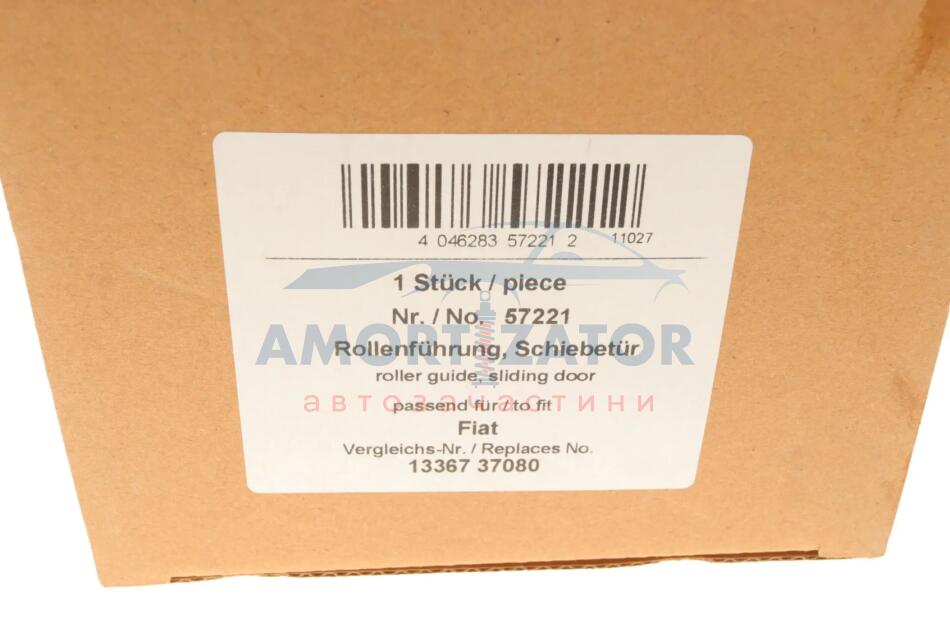 4 046283 57221 2 11027
1 Stück / piece
Nr. / No. 57221
AMORTIZATOR
Rollenführung, Schiebetür
roller guide, sliding door
автозапчастини
passend für / to fit
Fiat
Vergleichs-Nr. / Replaces No.
13367 37080